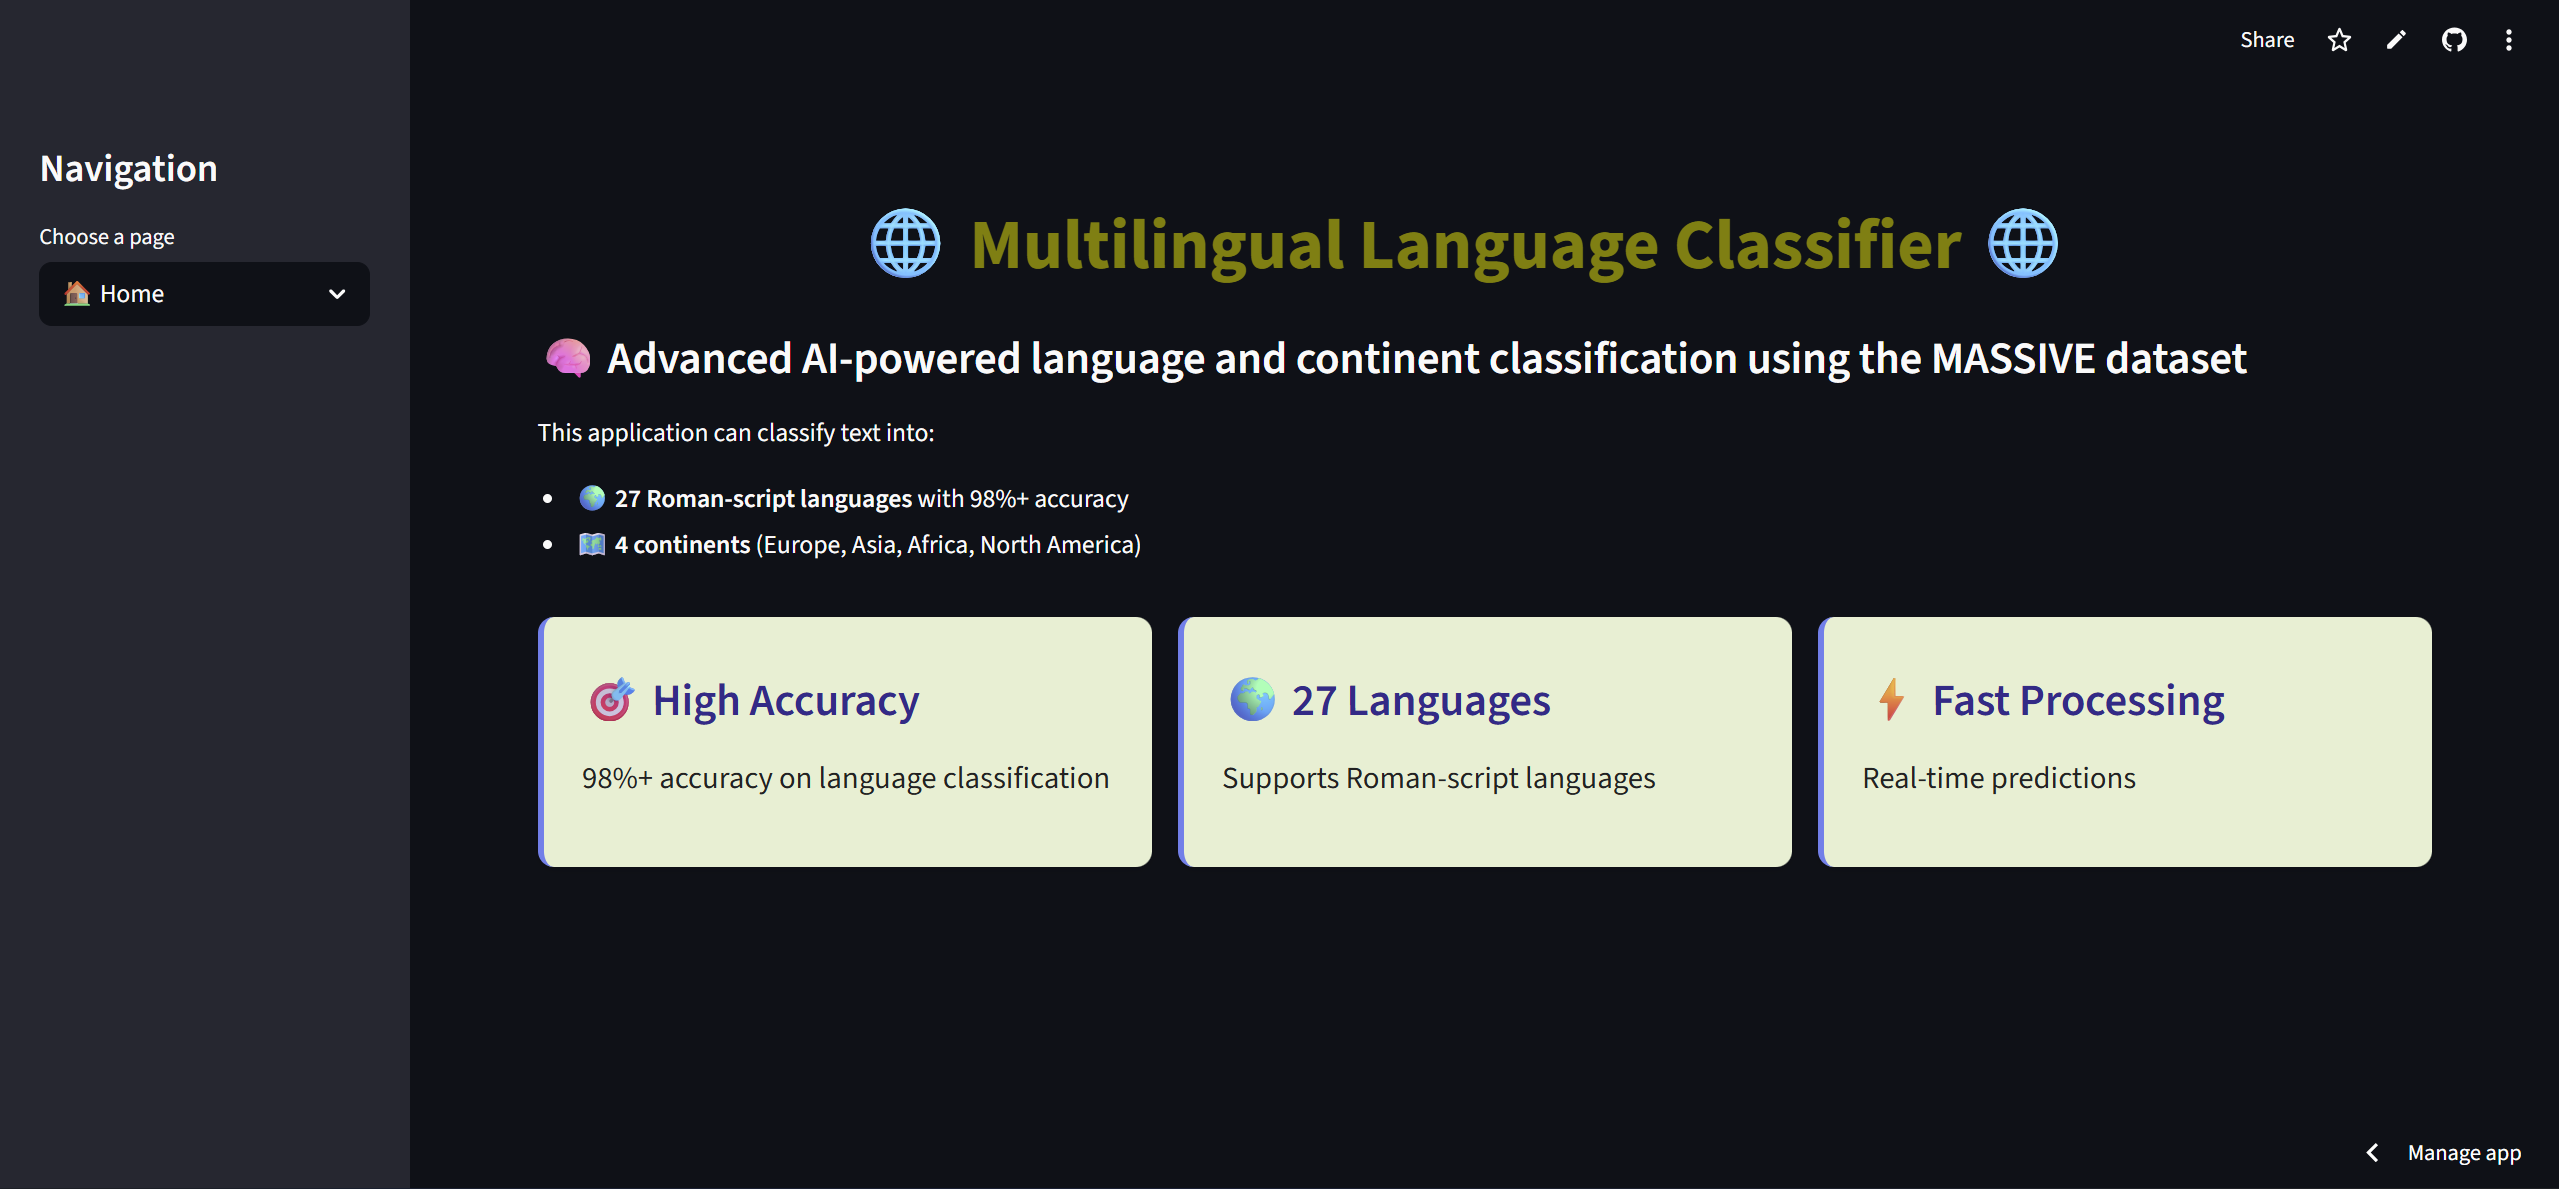 Share
Navigation
Choose a page
Home
Multilingual Language Classifier
Advanced AI-powered language and continent classification using the MASSIVE dataset
This application can classify text into:
27 Roman-script languages with 98%+ accuracy
4 continents (Europe, Asia, Africa, North America)
High Accuracy
98%+ accuracy on language classification
27 Languages
Supports Roman-script languages
Fast Processing
Real-time predictions
Manage app